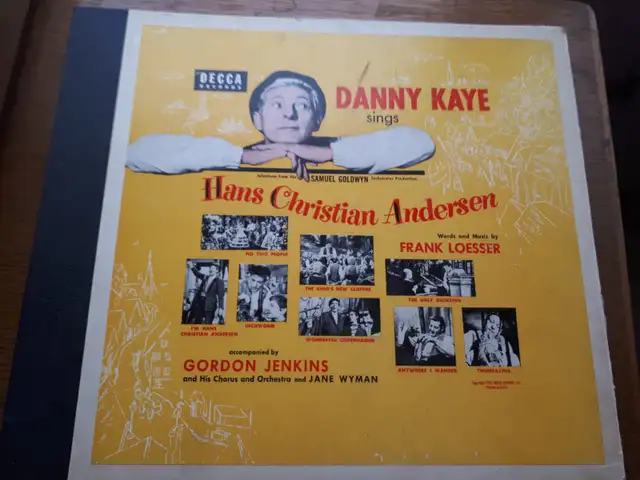 DECCA
RECORDS
DANNY KAYE
sings
Selections from the SAMUEL GOLDWYN Technicolor Production
Hans Christian Andersen
Words and Music by
FRANK LOESSER
NO TWO PEOPLE
THE KING'S NEW CLOTHES
THE UGLY DUCKLING
I'M HANS
CHRISTIAN ANDERSEN
INCHWORM
WONDERFUL COPENHAGEN
ANYWHERE I WANDER
THUMBELINA
accompanied by
GORDON JENKINS
and His Chorus and Orchestra and JANE WYMAN